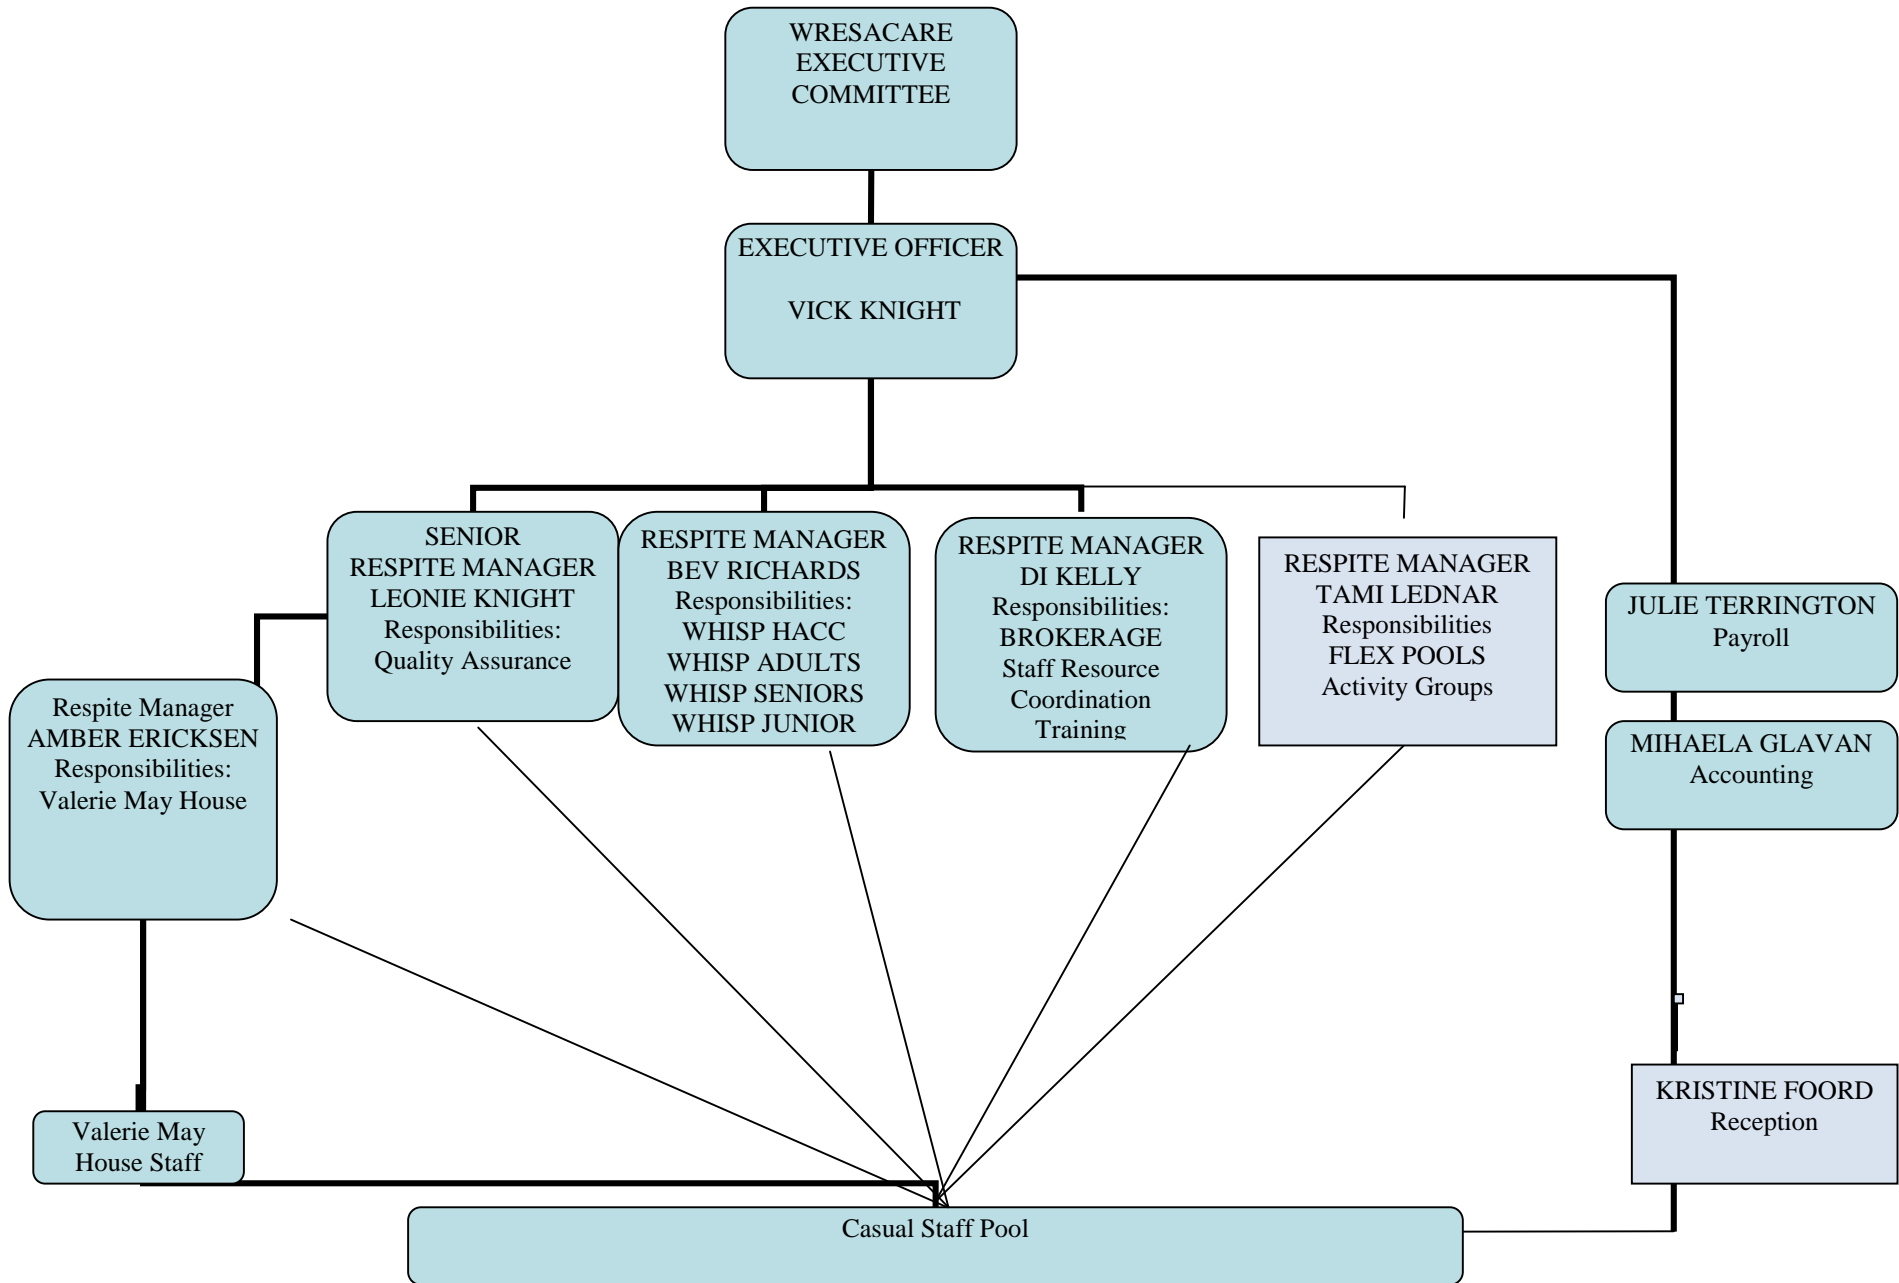 WRESACARE
EXECUTIVE
COMMITTEE
EXECUTIVE OFFICER
VICK KNIGHT
SENIOR
RESPITE MANAGER
LEONIE KNIGHT
Responsibilities:
Quality Assurance
RESPITE MANAGER
BEV RICHARDS
Responsibilities:
WHISP HACC
WHISP ADULTS
WHISP SENIORS
WHISP JUNIOR
RESPITE MANAGER
DI KELLY
Responsibilities:
BROKERAGE
Staff Resource
Coordination
Training
RESPITE MANAGER
TAMI LEDNAR
Responsibilities
FLEX POOLS
Activity Groups
JULIE TERRINGTON
Payroll
Respite Manager
AMBER ERICKSEN
Responsibilities:
Valerie May House
MIHAELA GLAVAN
Accounting
KRISTINE FOORD
Reception
Valerie May
House Staff
Casual Staff Pool